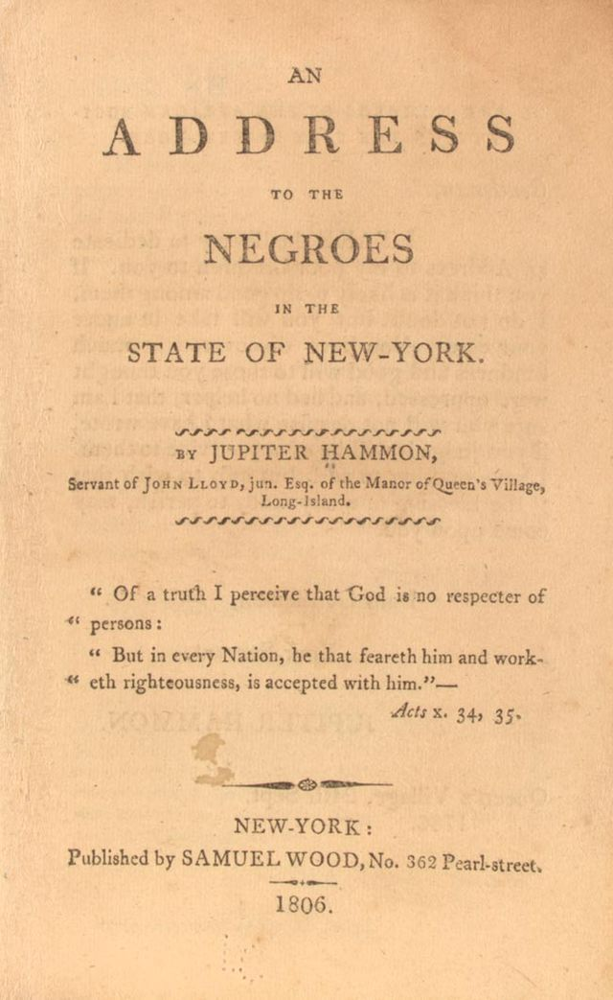 AN
ADDRESS
TO THE
NEGROES
IN THE
STATE OF NEW-YORK.
BY JUPITER HAMMON,
Servant of JOHN LLOYD, jun. Esq. of the Manor of Queen's Village,
Long-Island.
“ Of a truth I perceive that God is no respecter of
“ persons:
“ But in every Nation, he that feareth him and work-
“ eth righteousness, is accepted with him.”—
Acts x. 34, 35.
NEW-YORK:
Published by SAMUEL WOOD, No. 362 Pearl-street.
1806.